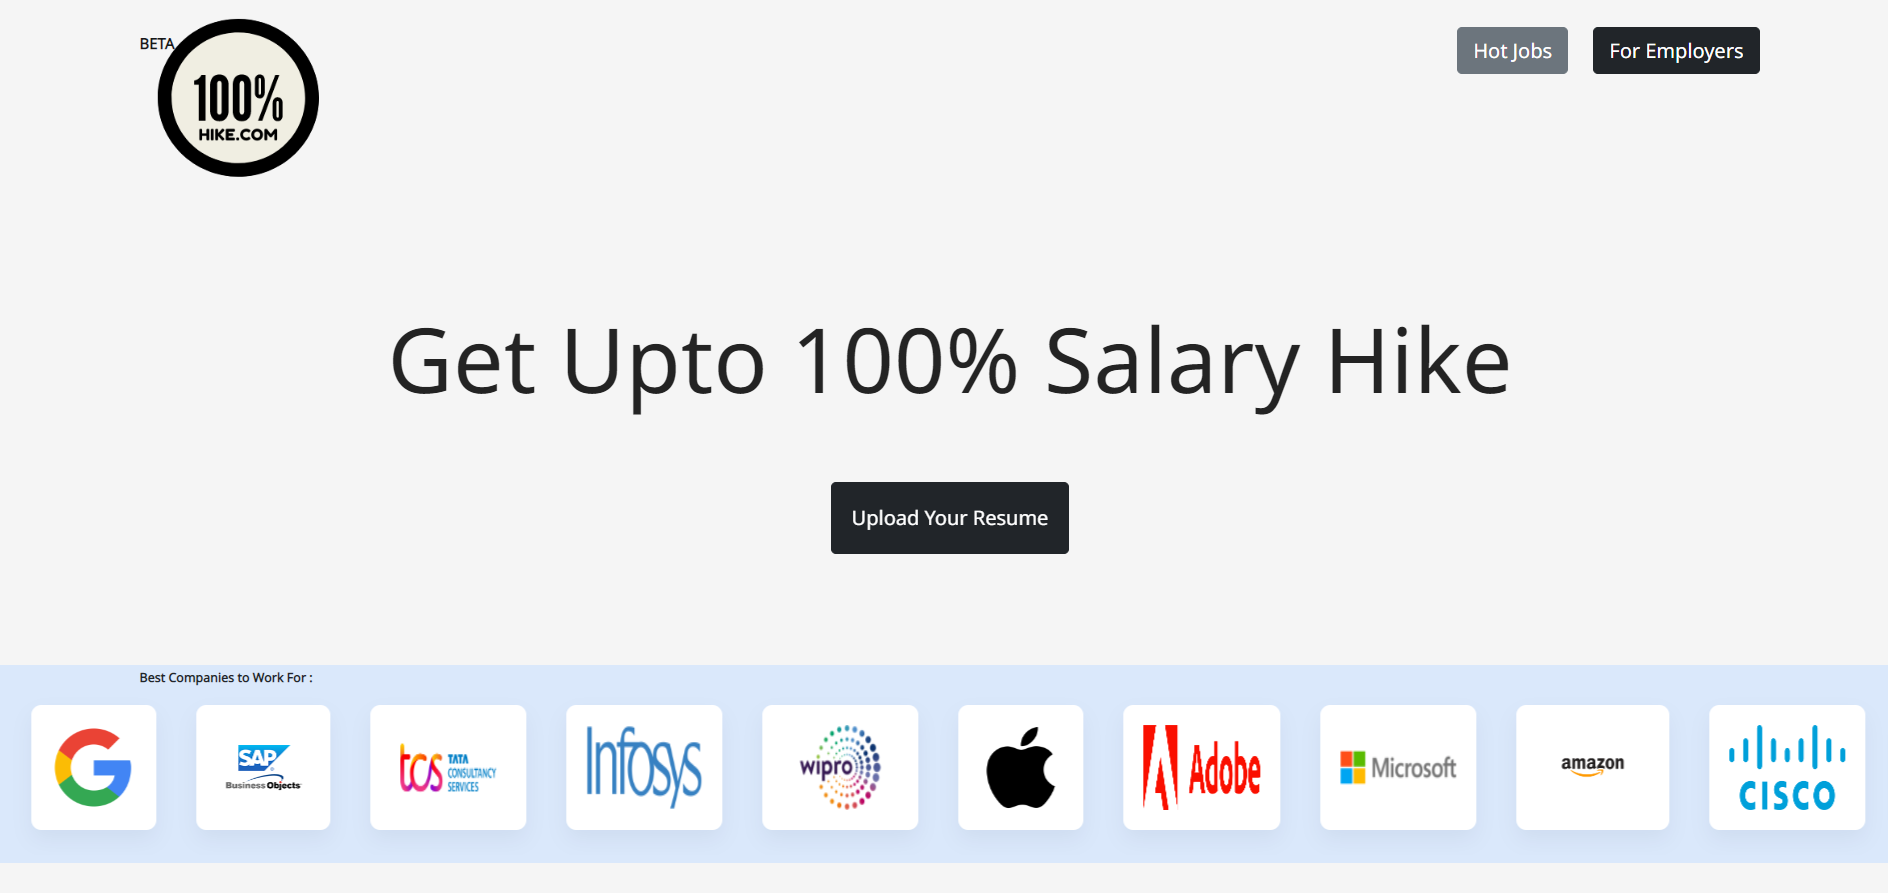 BETA
100%
HIKE.COM
Hot Jobs
For Employers
Get Upto 100% Salary Hike
Upload Your Resume
Best Companies to Work For :
SAP
Business Objects
tcs TATA
CONSULTANCY
SERVICES
Infosys
wipro
Adobe
Microsoft
amazon
CISCO